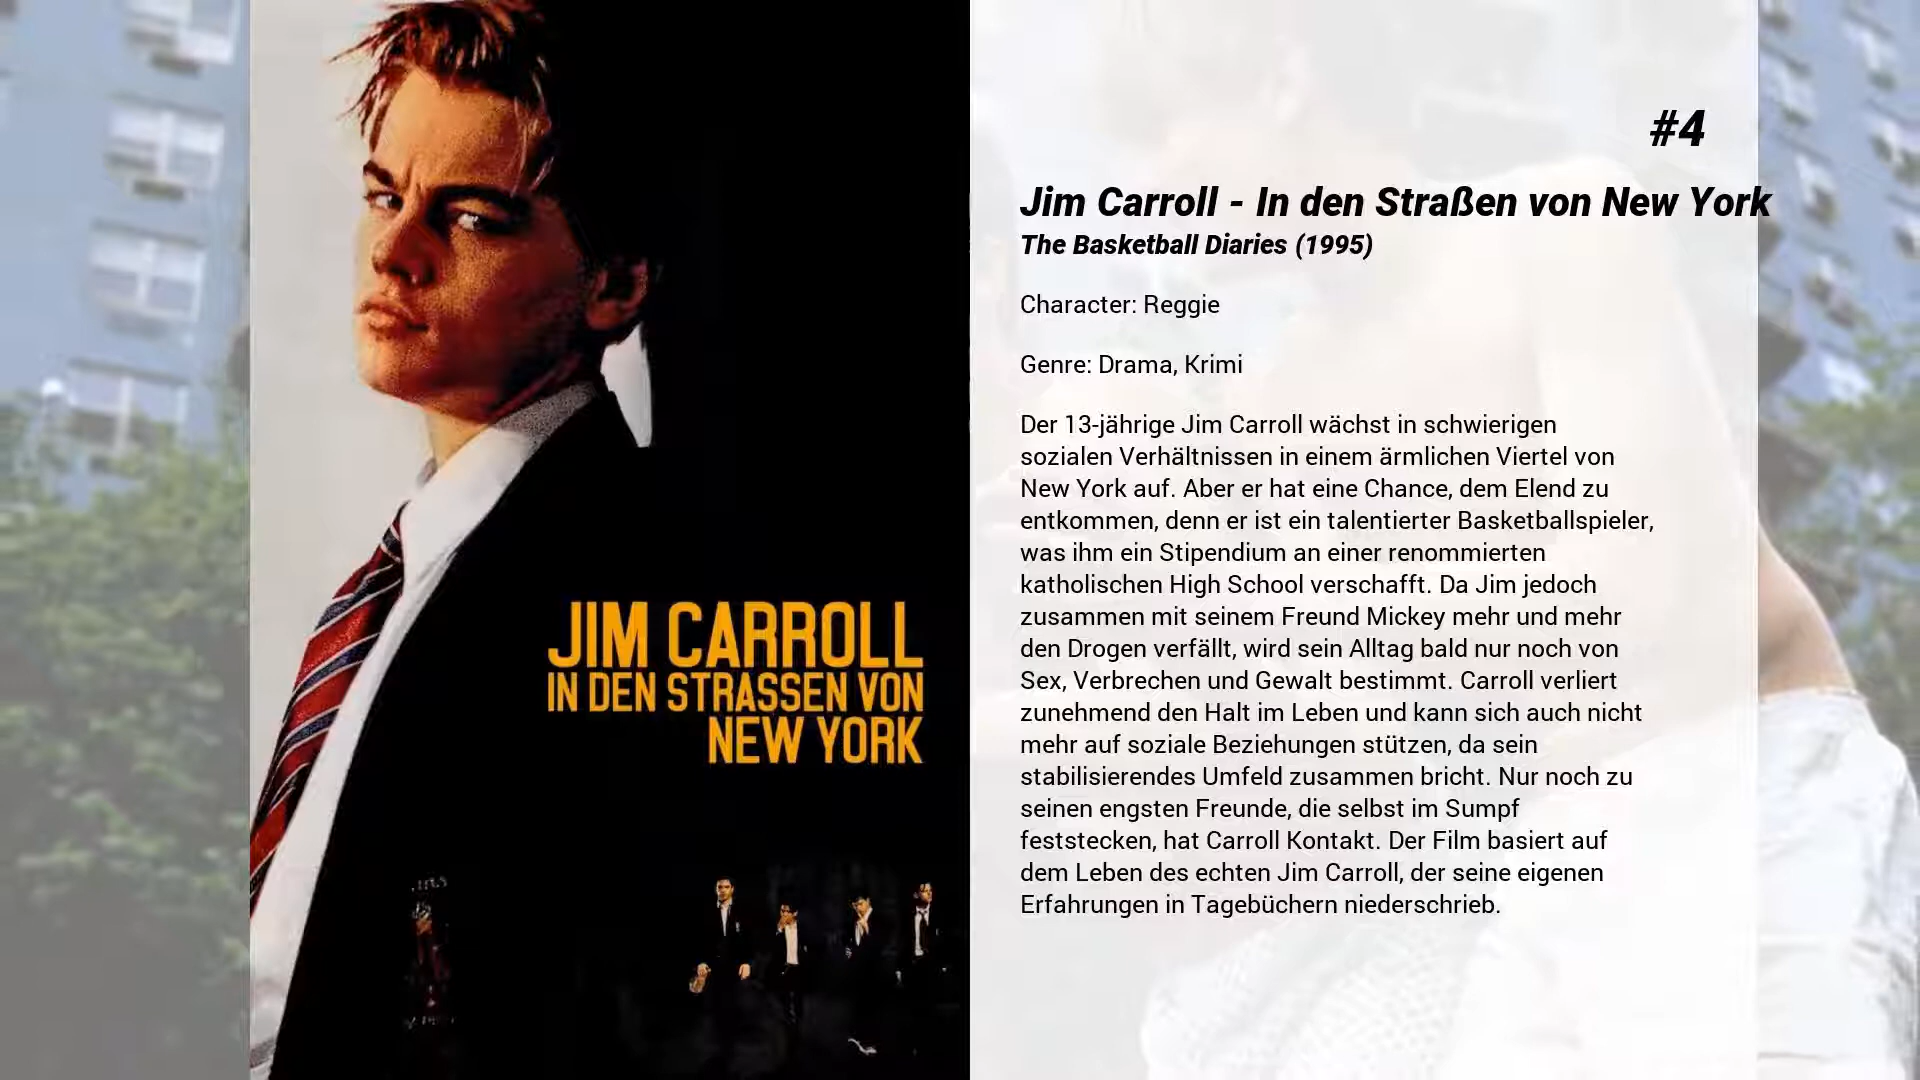 JIM CARROLL
IN DEN STRASSEN VON
NEW YORK
#4
Jim Carroll - In den Straßen von New York
The Basketball Diaries (1995)
Character: Reggie
Genre: Drama, Krimi
Der 13-jährige Jim Carroll wächst in schwierigen
sozialen Verhältnissen in einem ärmlichen Viertel von
New York auf. Aber er hat eine Chance, dem Elend zu
entkommen, denn er ist ein talentierter Basketballspieler,
was ihm ein Stipendium an einer renommierten
katholischen High School verschafft. Da Jim jedoch
zusammen mit seinem Freund Mickey mehr und mehr
den Drogen verfällt, wird sein Alltag bald nur noch von
Sex, Verbrechen und Gewalt bestimmt. Carroll verliert
zunehmend den Halt im Leben und kann sich auch nicht
mehr auf soziale Beziehungen stützen, da sein
stabilisierendes Umfeld zusammen bricht. Nur noch zu
seinen engsten Freunde, die selbst im Sumpf
feststecken, hat Carroll Kontakt. Der Film basiert auf
dem Leben des echten Jim Carroll, der seine eigenen
Erfahrungen in Tagebüchern niederschrieb.